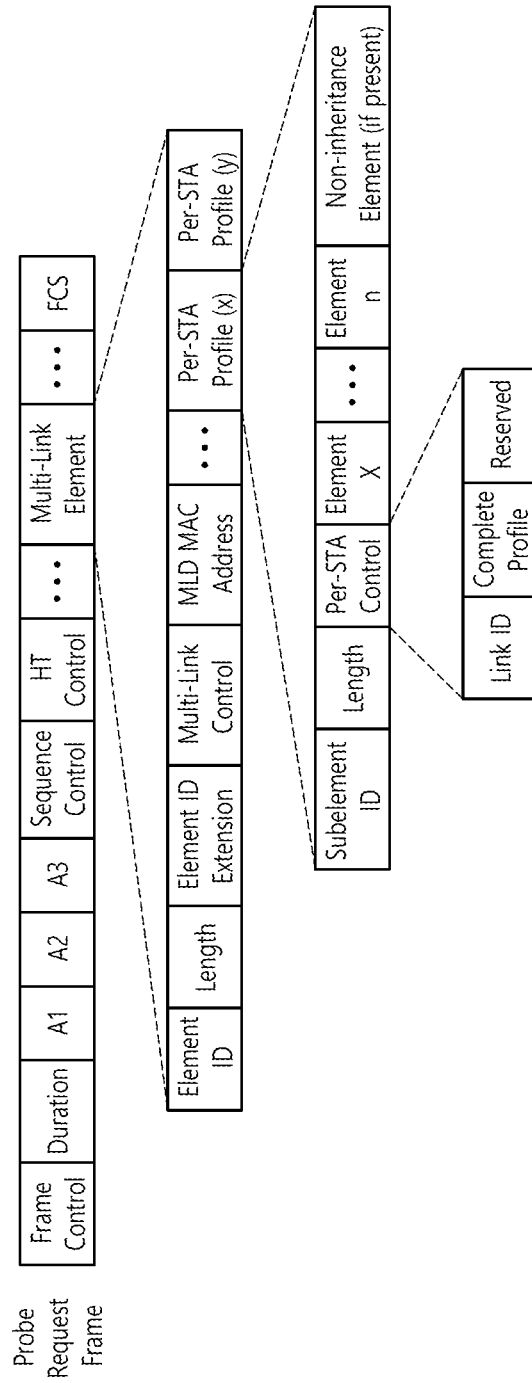 Probe
Request
Frame
Frame
Control
Duration
A1
A2
A3
Sequence
Control
HT
Control
•••
Multi-Link
Element
•••
FCS
Element
ID
Length
Element ID
Extension
Multi-Link
Control
MLD MAC
Address
•••
Per-STA
Profile (x)
Per-STA
Profile (y)
Subelement
ID
Length
Per-STA
Control
Element
X
•••
Element
n
Non-inheritance
Element (if present)
Link ID
Complete
Profile
Reserved